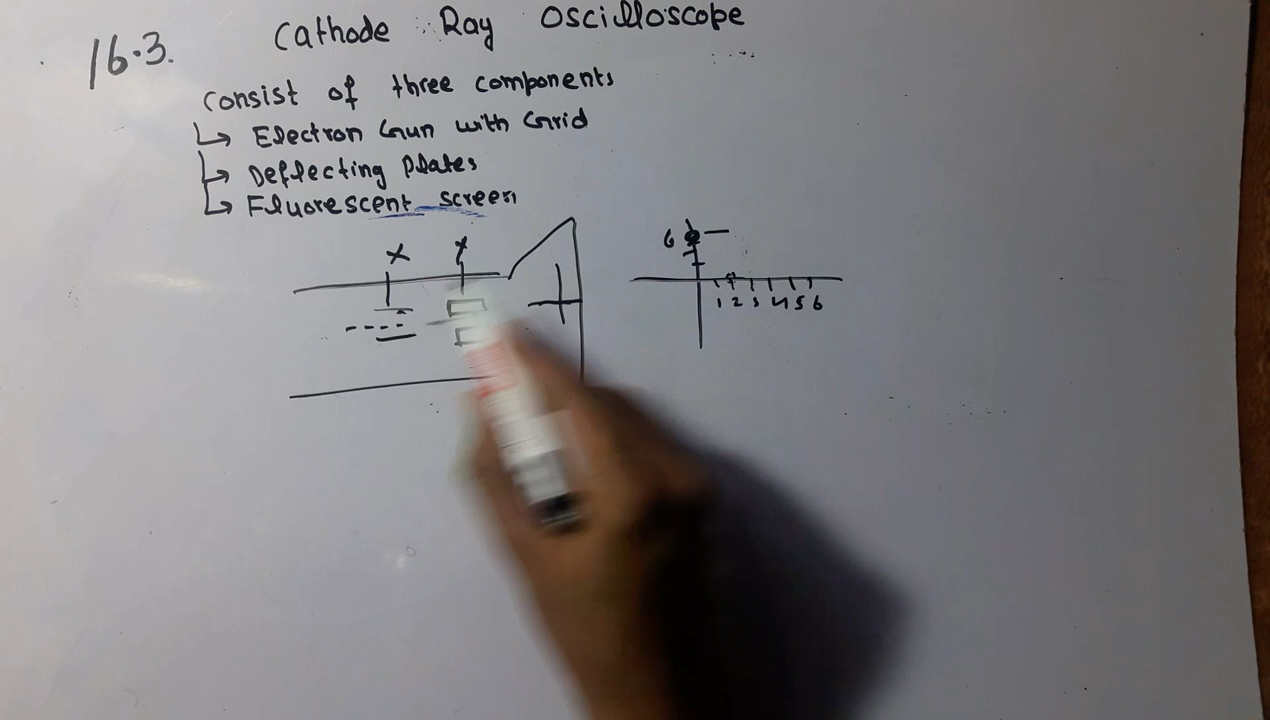 16.3.
Cathode Ray Oscilloscope
Consist of three components
Electron Gun with Grid
Deflecting Plates
Fluorescent screen
X Y
6
1 2 3 4 5 6